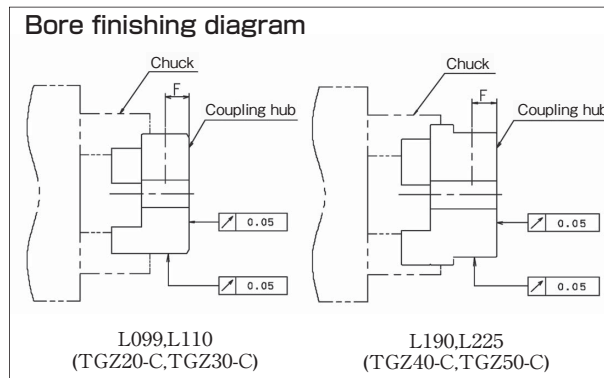 Bore finishing diagram
Chuck
F
Coupling hub
↗ 0.05
↗ 0.05
L099,L110
(TGZ20-C,TGZ30-C)
Chuck
F
Coupling hub
↗ 0.05
↗ 0.05
L190,L225
(TGZ40-C,TGZ50-C)